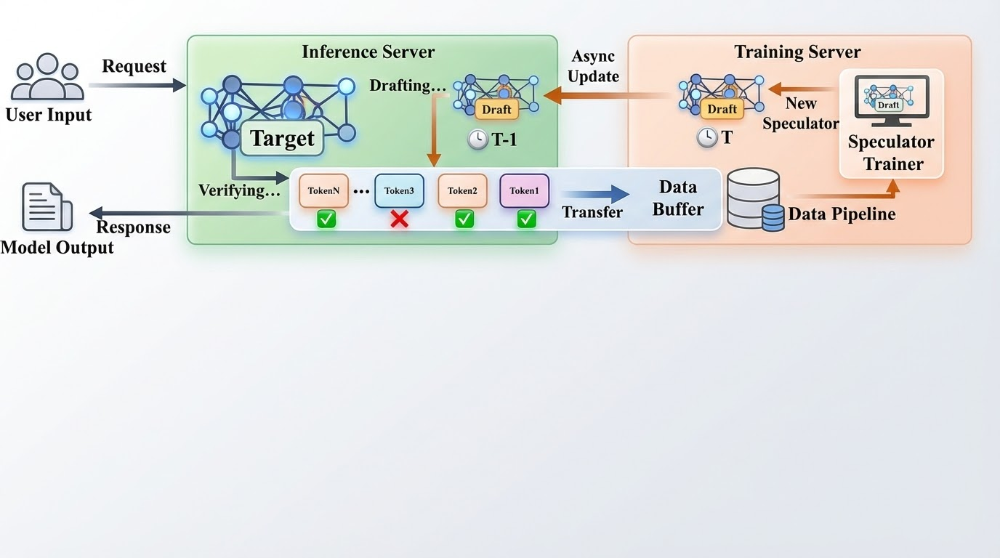 Inference Server
Training Server
Request
User Input
Target
Drafting...
Draft
T-1
Async
Update
Draft
T
New
Speculator
Draft
Speculator
Trainer
Verifying...
TokenN
...
Token3
Token2
Token1
Transfer
Data
Buffer
Data Pipeline
Response
Model Output